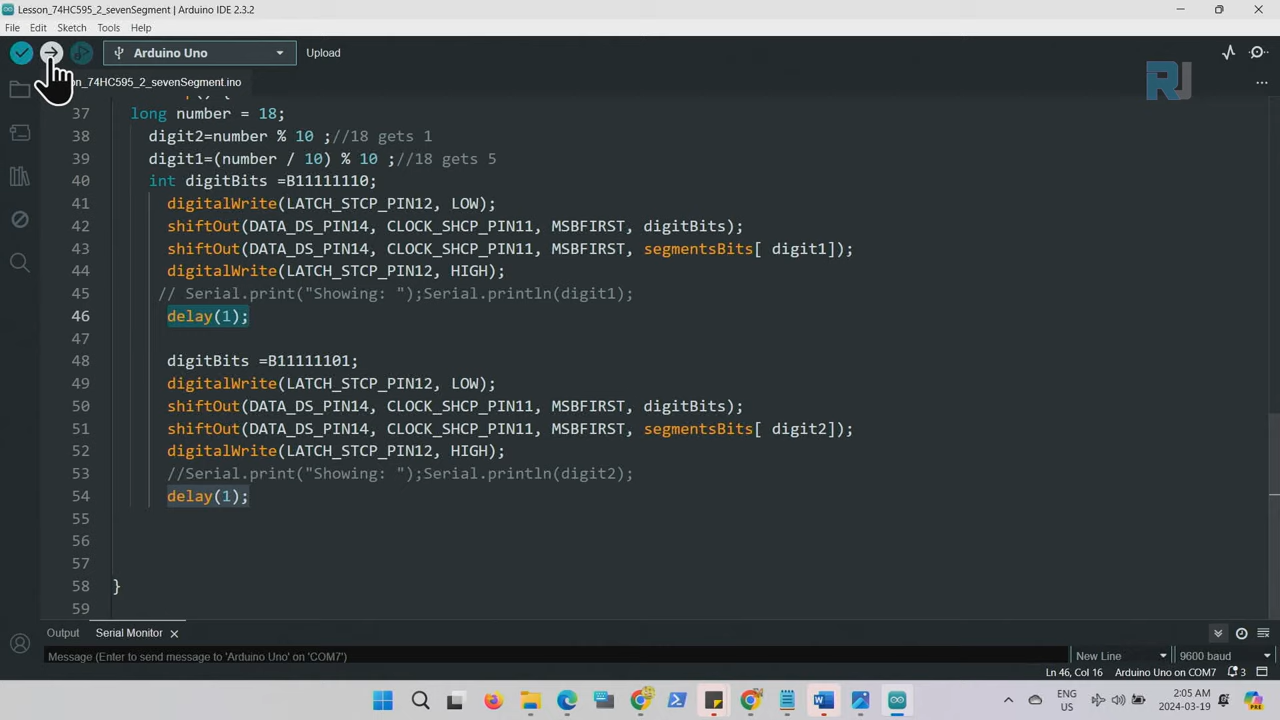 Lesson_74HC595_2_sevenSegment | Arduino IDE 2.3.2
File Edit Sketch Tools Help
Arduino Uno Upload
on_74HC595_2_sevenSegment.ino
RJ
37 long number = 18;
38 digit2=number % 10 ;//18 gets 1
39 digit1=(number / 10) % 10 ;//18 gets 5
40 int digitBits =B11111110;
41 digitalWrite(LATCH_STCP_PIN12, LOW);
42 shiftOut(DATA_DS_PIN14, CLOCK_SHCP_PIN11, MSBFIRST, digitBits);
43 shiftOut(DATA_DS_PIN14, CLOCK_SHCP_PIN11, MSBFIRST, segmentsBits[ digit1]);
44 digitalWrite(LATCH_STCP_PIN12, HIGH);
45 // Serial.print("Showing: ");Serial.println(digit1);
46 delay(1);
47
48 digitBits =B11111101;
49 digitalWrite(LATCH_STCP_PIN12, LOW);
50 shiftOut(DATA_DS_PIN14, CLOCK_SHCP_PIN11, MSBFIRST, digitBits);
51 shiftOut(DATA_DS_PIN14, CLOCK_SHCP_PIN11, MSBFIRST, segmentsBits[ digit2]);
52 digitalWrite(LATCH_STCP_PIN12, HIGH);
53 //Serial.print("Showing: ");Serial.println(digit2);
54 delay(1);
55
56
57
58 }
59
Output Serial Monitor
Message (Enter to send message to 'Arduino Uno' on 'COM7') New Line 9600 baud
Ln 46, Col 16 Arduino Uno on COM7 3
ENG 2:05 AM
US 2024-03-19 PRE